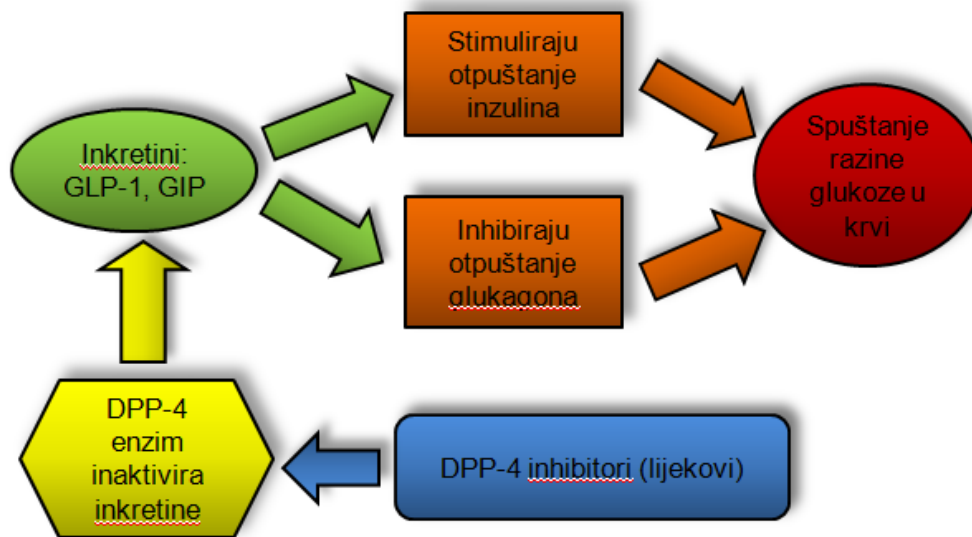 Stimuliraju
otpuštanje
inzulina
Inkretini:
GLP-1, GIP
Spuštanje
razine
glukoze u
krvi
Inhibiraju
otpuštanje
glukagona
DPP-4
enzim
inaktivira
inkretine
DPP-4 inhibitori (lijekovi)